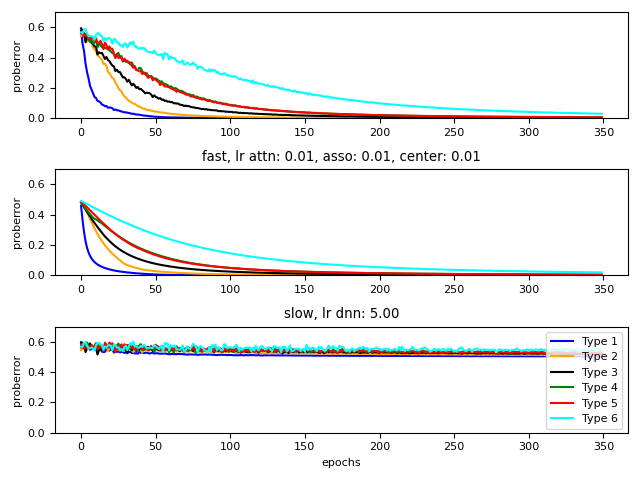 0.6
0.4
0.2
0.0
proberror
0 50 100 150 200 250 300 350
fast, lr attn: 0.01, asso: 0.01, center: 0.01
0.6
0.4
0.2
0.0
proberror
0 50 100 150 200 250 300 350
slow, lr dnn: 5.00
0.6
0.4
0.2
0.0
proberror
Type 1
Type 2
Type 3
Type 4
Type 5
Type 6
0 50 100 150 200 250 300 350
epochs